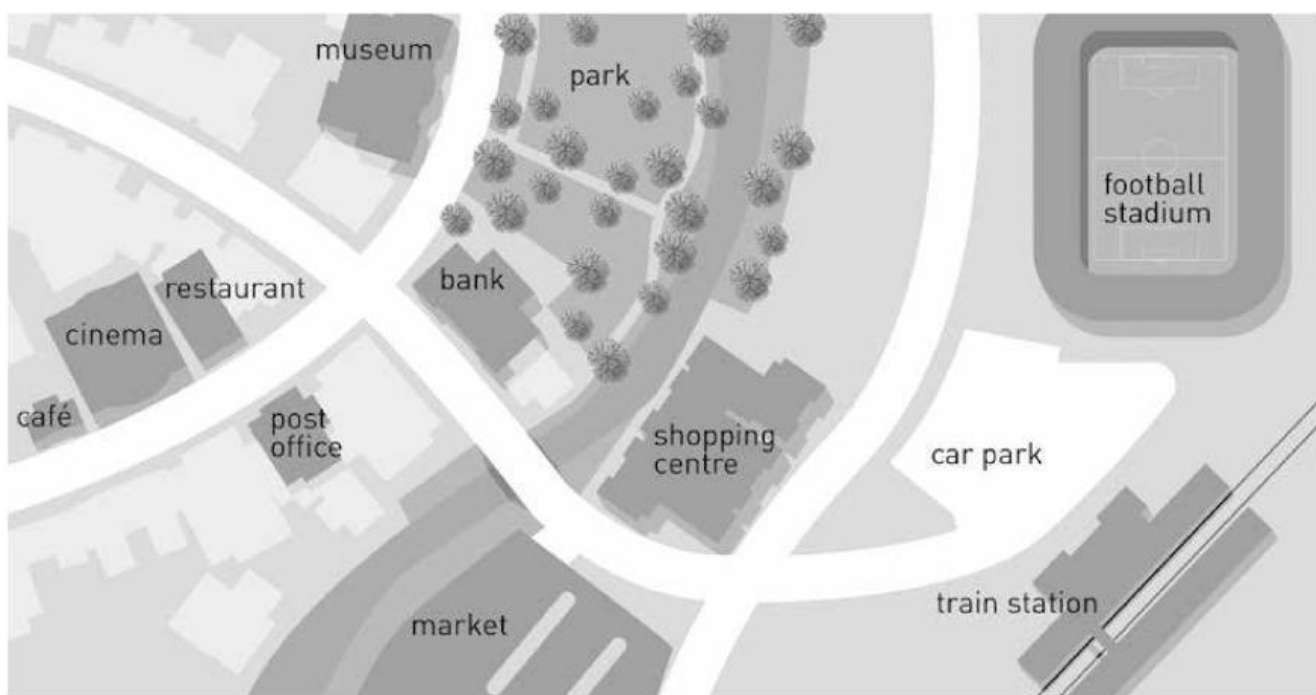 museum
park
football
stadium
bank
restaurant
cinema
café
post
office
shopping
centre
car park
train station
market